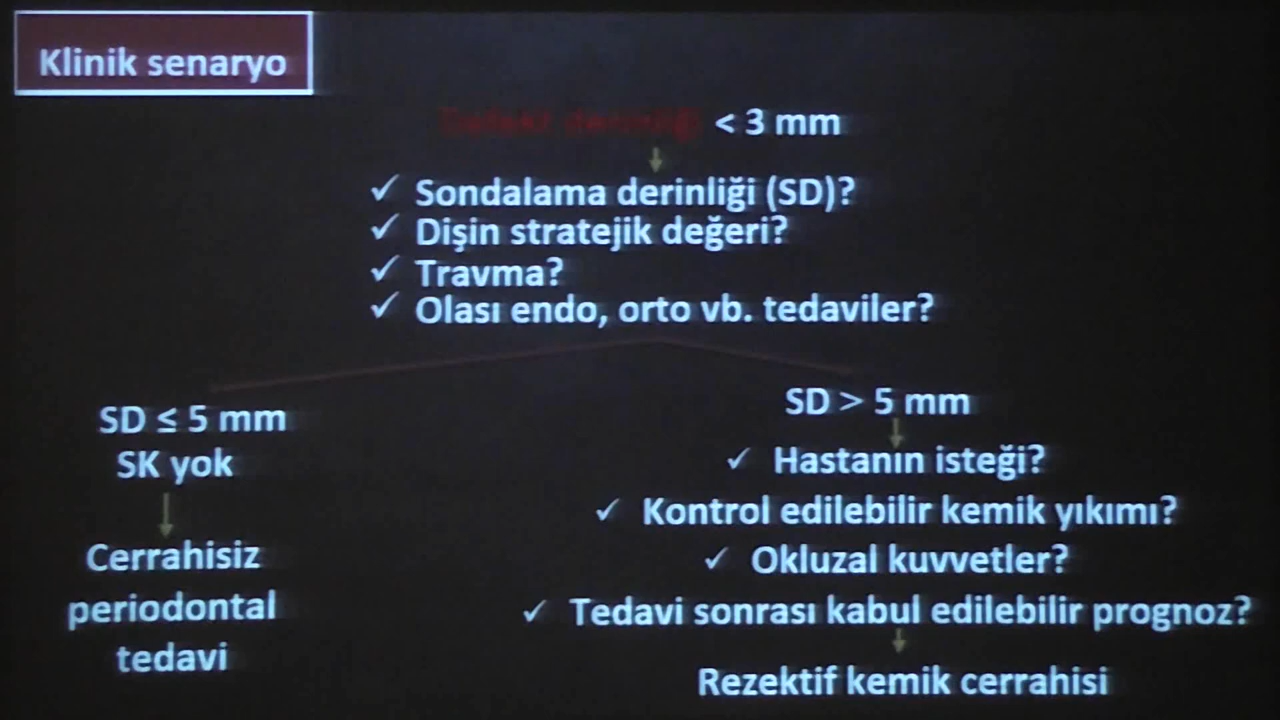 Klinik senaryo
Defekt derinliği < 3 mm
✓ Sondalama derinliği (SD)?
✓ Dişin stratejik değeri?
✓ Travma?
✓ Olası endo, orto vb. tedaviler?
SD ≤ 5 mm
SK yok
Cerrahisiz
periodontal
tedavi
SD > 5 mm
✓ Hastanın isteği?
✓ Kontrol edilebilir kemik yıkımı?
✓ Okluzal kuvvetler?
✓ Tedavi sonrası kabul edilebilir prognoz?
Rezektif kemik cerrahisi